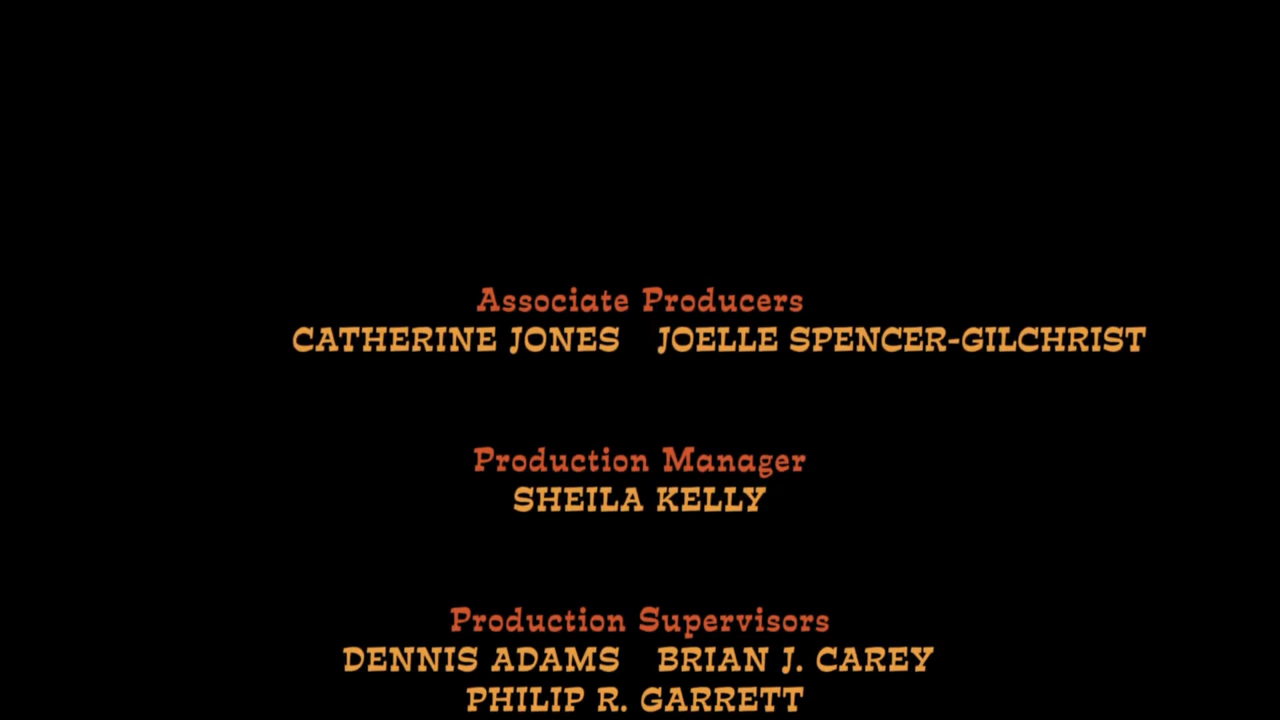 Associate Producers
CATHERINE JONES JOELLE SPENCER-GILCHRIST
Production Manager
SHEILA KELLY
Production Supervisors
DENNIS ADAMS BRIAN J. CAREY
PHILIP R. GARRETT